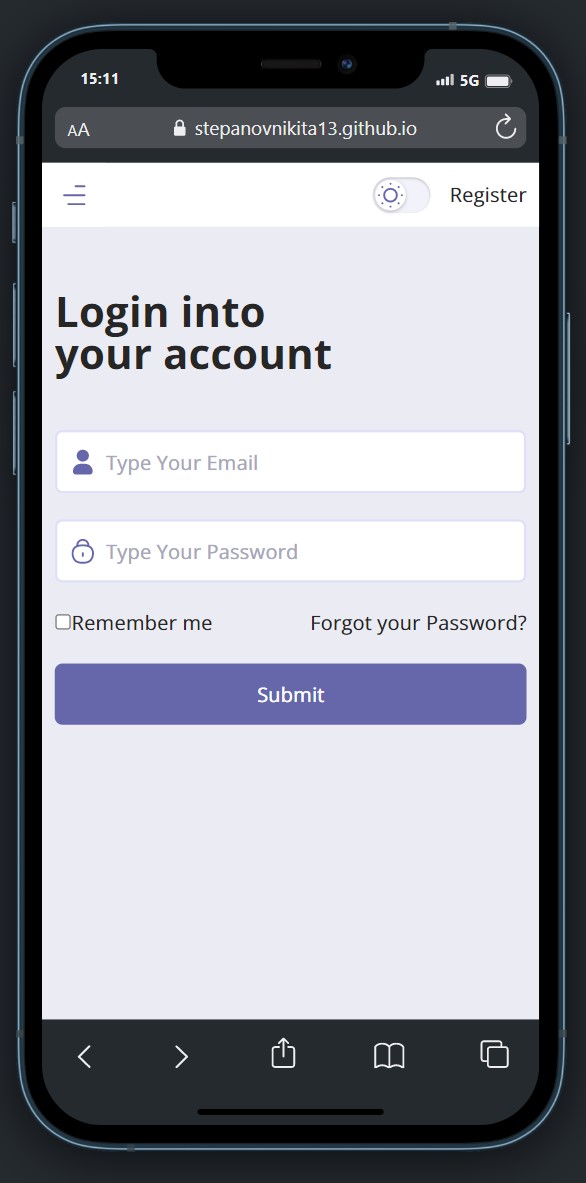 15:11
5G
AA
stepanovnikita13.github.io
Register
Login into
your account
Type Your Email
Type Your Password
Remember me
Forgot your Password?
Submit